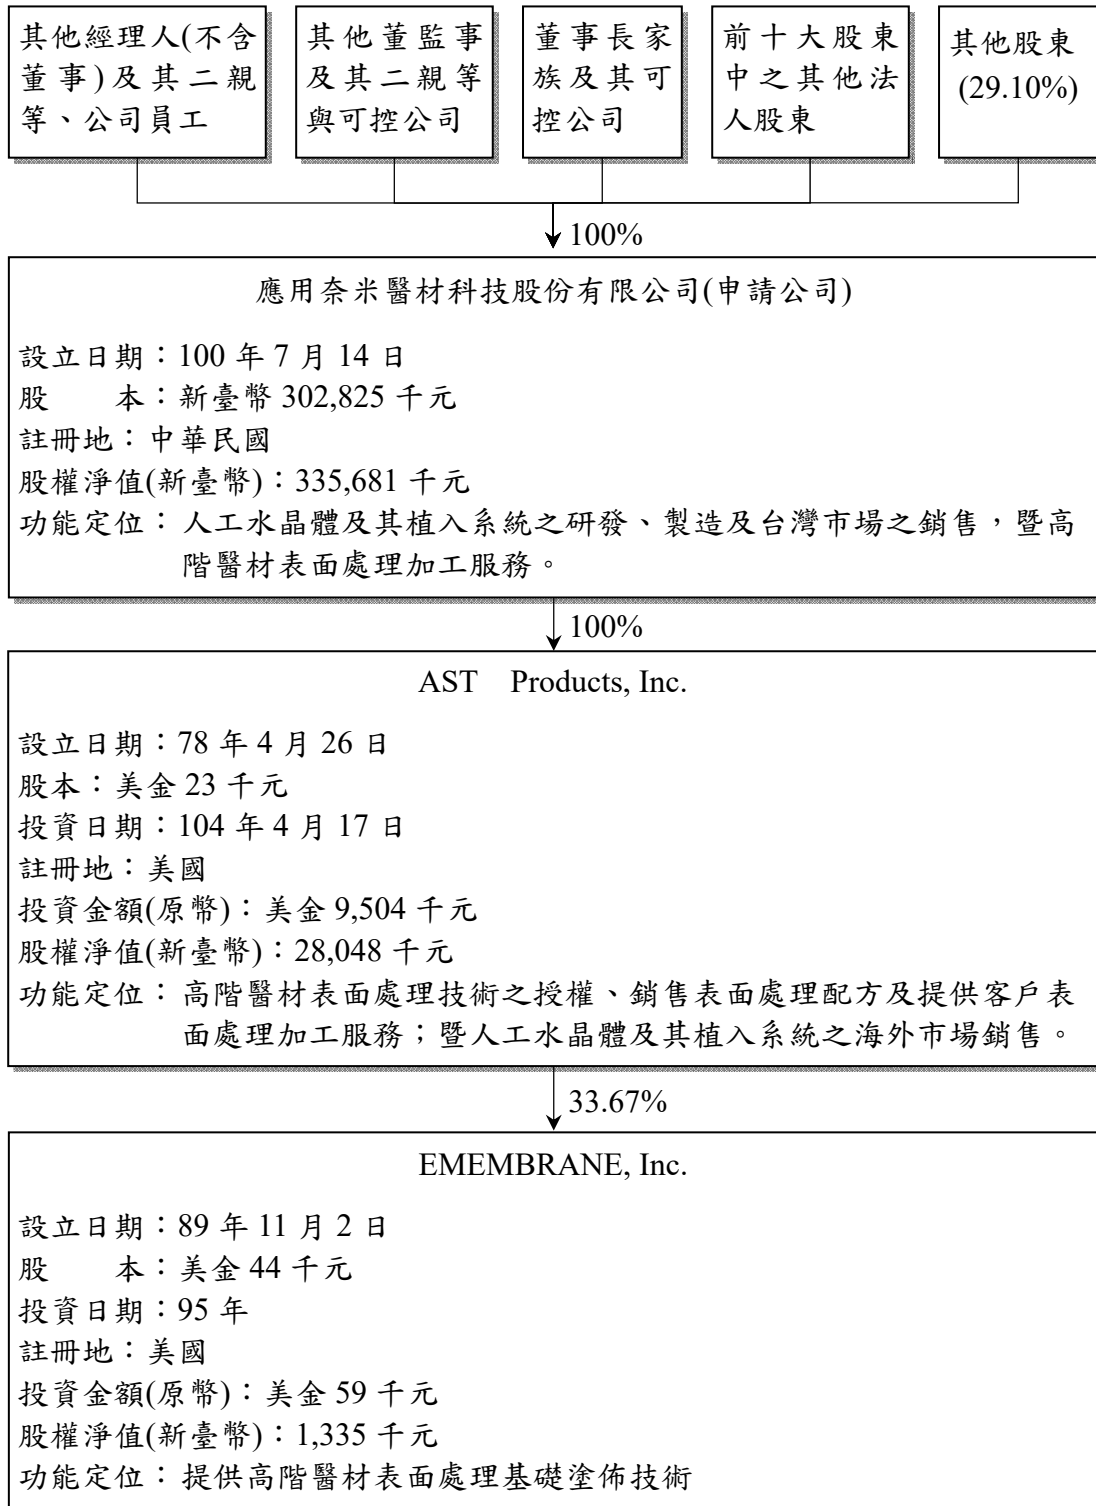 其他經理人(不含
董事)及其二親
等、公司員工
其他董監事
及其二親等
與可控公司
董事長家
族及其可
控公司
前十大股東
中之其他法
人股東
其他股東
(29.10%)
100%
應用奈米醫材科技股份有限公司(申請公司)
設立日期：100 年 7 月 14 日
股　　本：新臺幣 302,825 千元
註冊地：中華民國
股權淨值(新臺幣)：335,681 千元
功能定位：人工水晶體及其植入系統之研發、製造及台灣市場之銷售，暨高
階醫材表面處理加工服務。
100%
AST　Products, Inc.
設立日期：78 年 4 月 26 日
股本：美金 23 千元
投資日期：104 年 4 月 17 日
註冊地：美國
投資金額(原幣)：美金 9,504 千元
股權淨值(新臺幣)：28,048 千元
功能定位：高階醫材表面處理技術之授權、銷售表面處理配方及提供客戶表
面處理加工服務；暨人工水晶體及其植入系統之海外市場銷售。
33.67%
EMEMBRANE, Inc.
設立日期：89 年 11 月 2 日
股　　本：美金 44 千元
投資日期：95 年
註冊地：美國
投資金額(原幣)：美金 59 千元
股權淨值(新臺幣)：1,335 千元
功能定位：提供高階醫材表面處理基礎塗佈技術